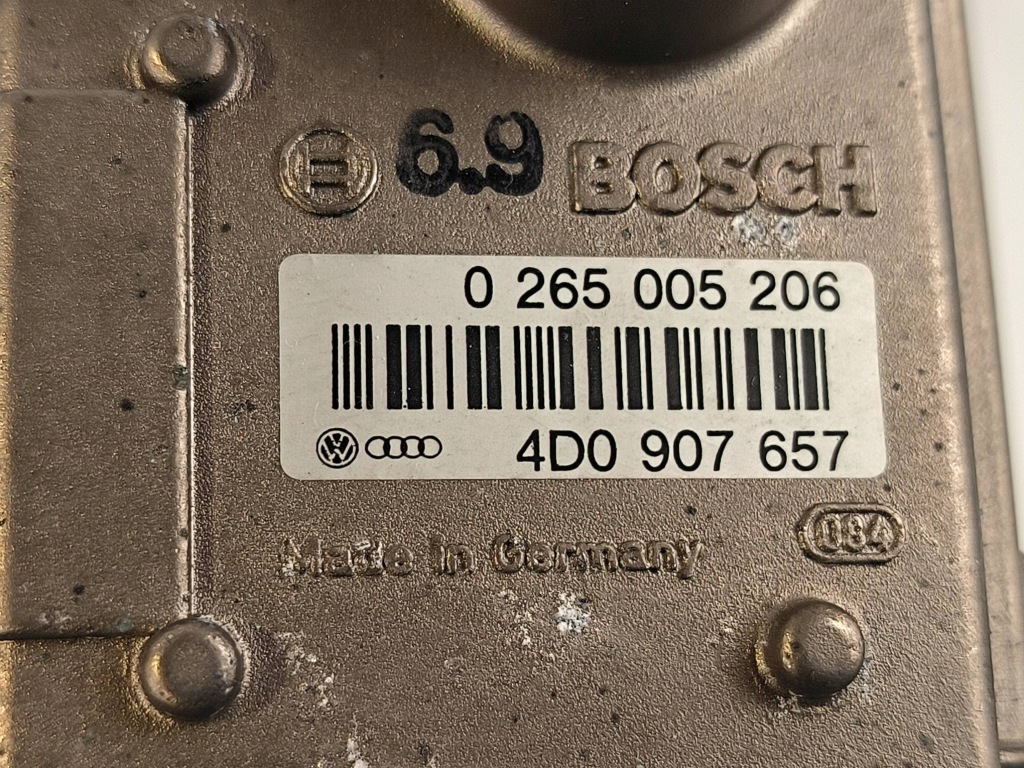 6.9 BOSCH
0 265 005 206
4D0 907 657
Made in Germany
084